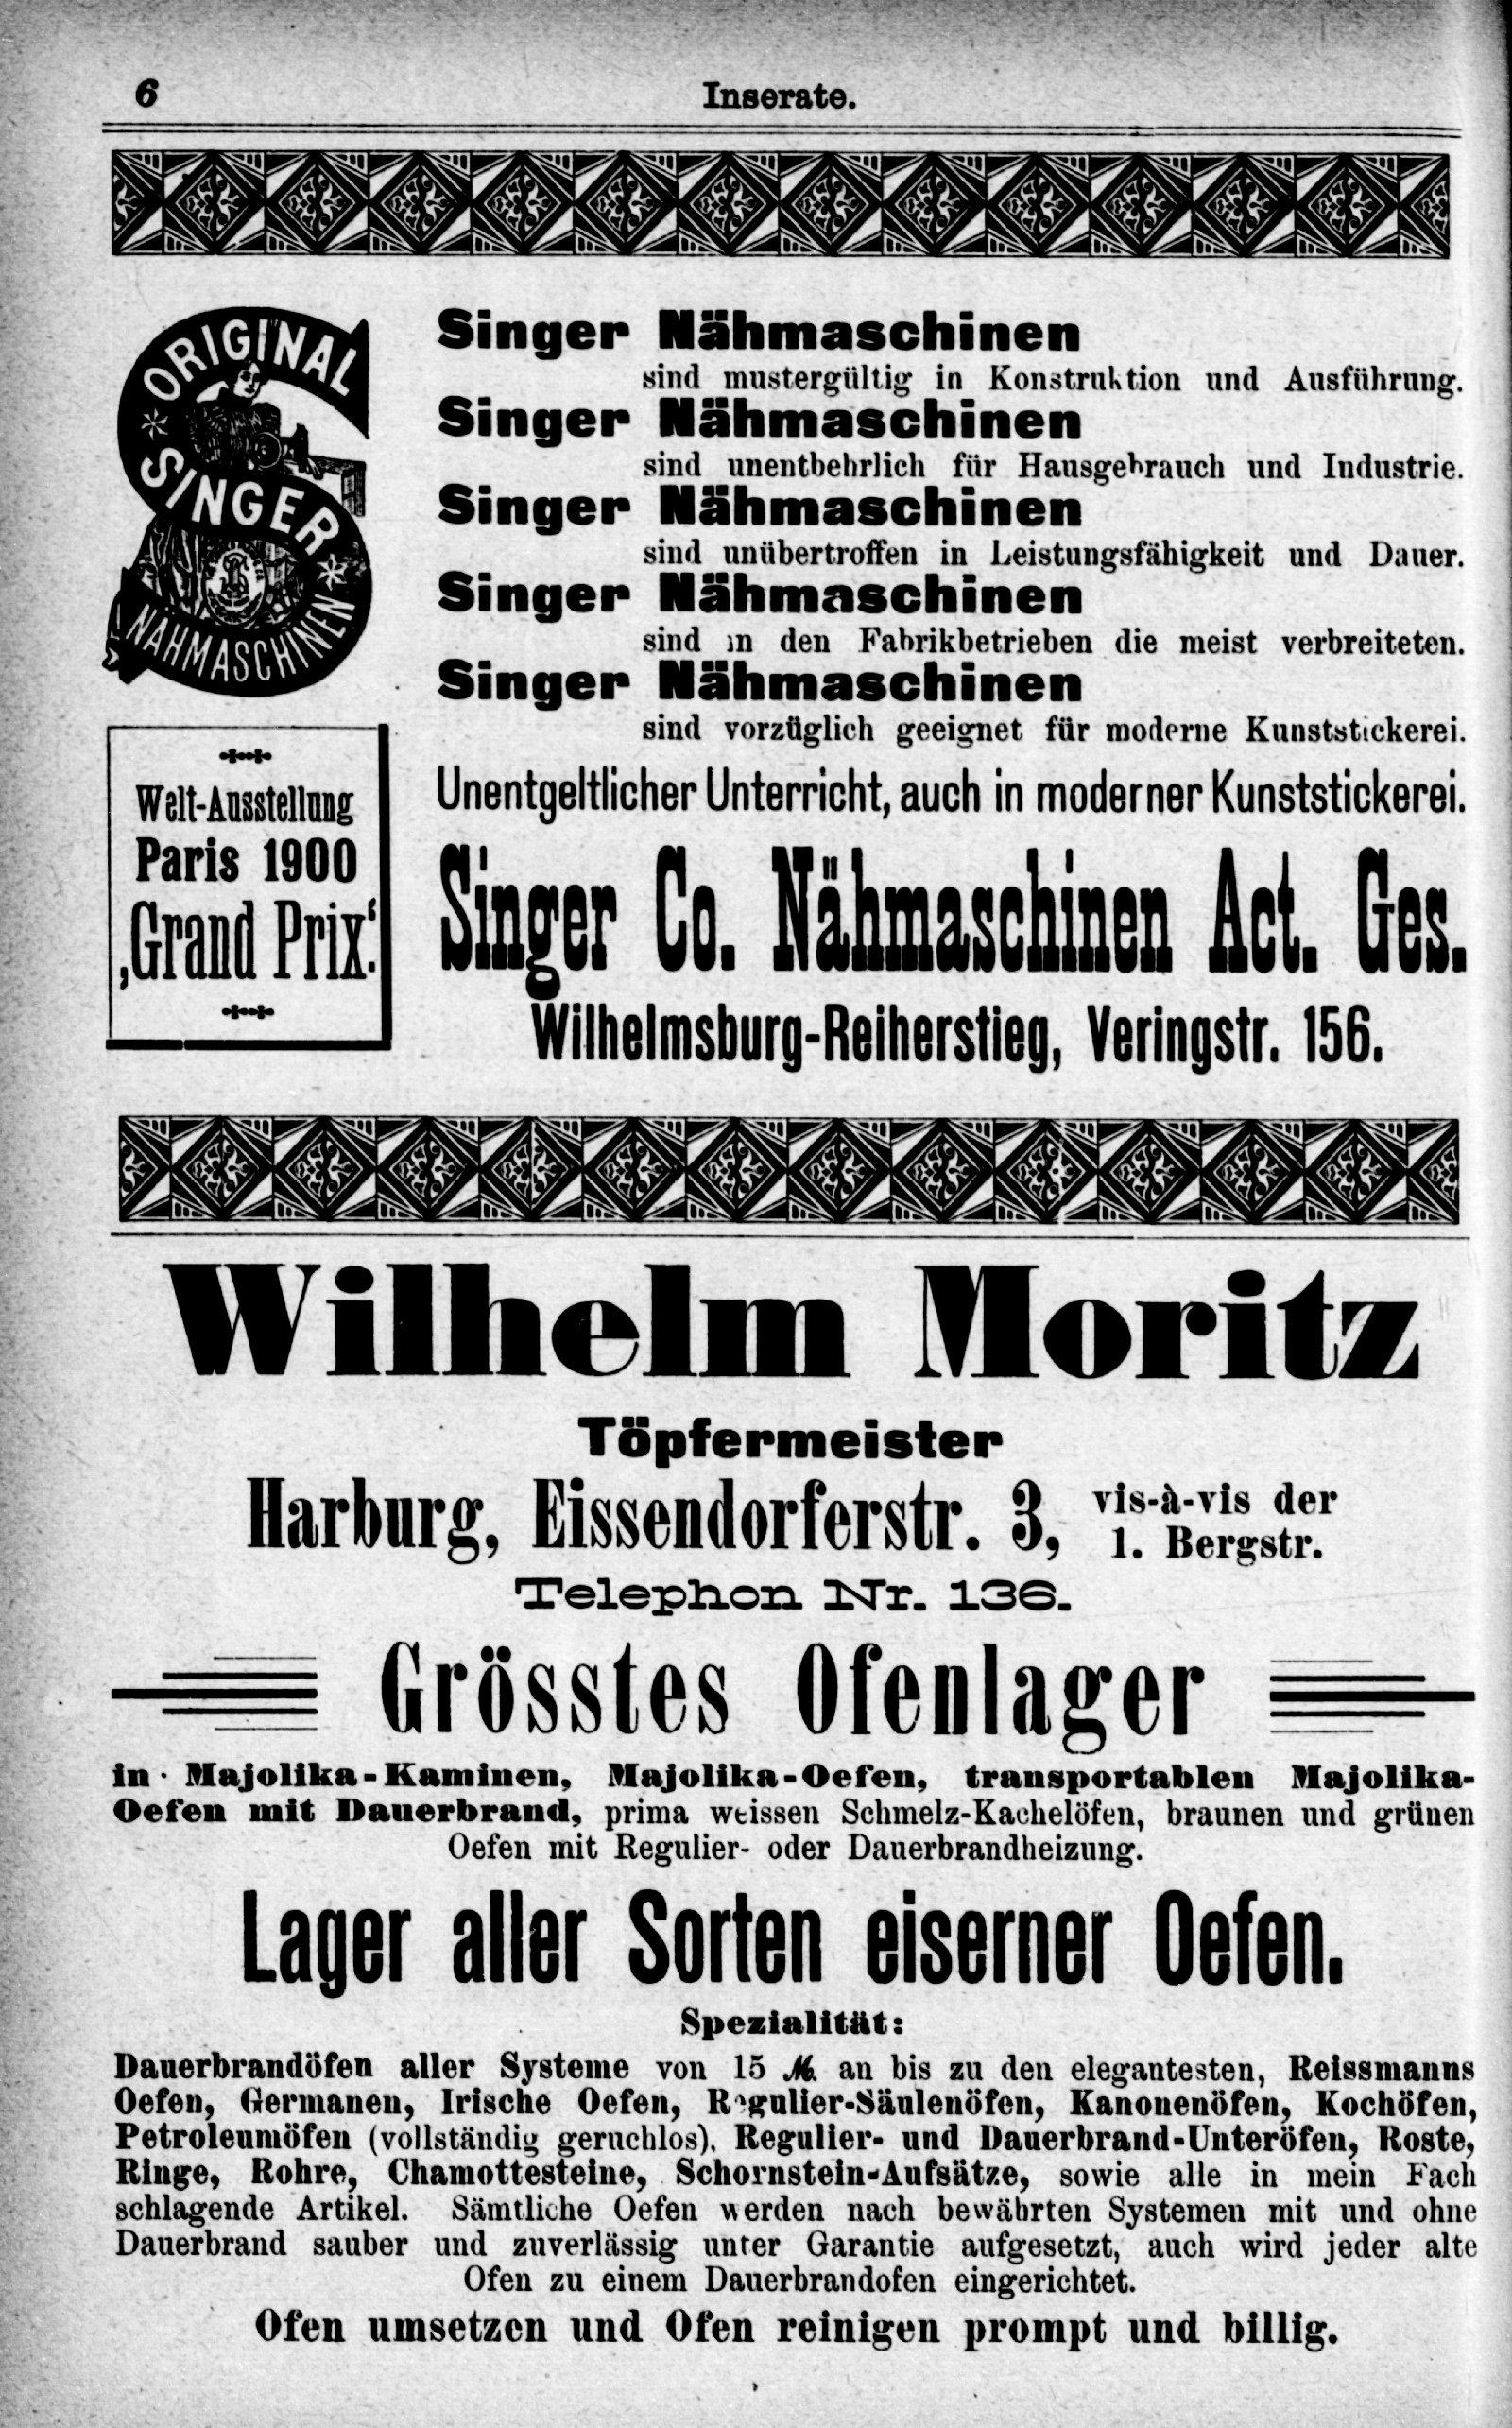 6
Inserate.
ORIGINAL
SINGER
NÄHMASCHINEN
Welt-Ausstellung
Paris 1900
‚Grand Prix‘.
Singer Nähmaschinen
sind mustergültig in Konstruktion und Ausführung.
Singer Nähmaschinen
sind unentbehrlich für Hausgebrauch und Industrie.
Singer Nähmaschinen
sind unübertroffen in Leistungsfähigkeit und Dauer.
Singer Nähmaschinen
sind in den Fabrikbetrieben die meist verbreiteten.
Singer Nähmaschinen
sind vorzüglich geeignet für moderne Kunststickerei.
Unentgeltlicher Unterricht, auch in moderner Kunststickerei.
Singer Co. Nähmaschinen Act. Ges.
Wilhelmsburg-Reiherstieg, Veringstr. 156.
Wilhelm Moritz
Töpfermeister
Harburg, Eissendorferstr. 3, vis-à-vis der
1. Bergstr.
Telephon Nr. 136.
Grösstes Ofenlager
in Majolika-Kaminen, Majolika-Oefen, transportablen Majolika-
Oefen mit Dauerbrand, prima weissen Schmelz-Kachelöfen, braunen und grünen
Oefen mit Regulier- oder Dauerbrandheizung.
Lager aller Sorten eiserner Oefen.
Spezialität:
Dauerbrandöfen aller Systeme von 15 ℳ an bis zu den elegantesten, Reissmanns
Oefen, Germanen, Irische Oefen, Regulier-Säulenöfen, Kanonenöfen, Kochöfen,
Petroleumöfen (vollständig geruchlos), Regulier- und Dauerbrand-Unteröfen, Roste,
Ringe, Rohre, Chamottesteine, Schornstein-Aufsätze, sowie alle in mein Fach
schlagende Artikel. Sämtliche Oefen werden nach bewährten Systemen mit und ohne
Dauerbrand sauber und zuverlässig unter Garantie aufgesetzt, auch wird jeder alte
Ofen zu einem Dauerbrandofen eingerichtet.
Ofen umsetzen und Ofen reinigen prompt und billig.